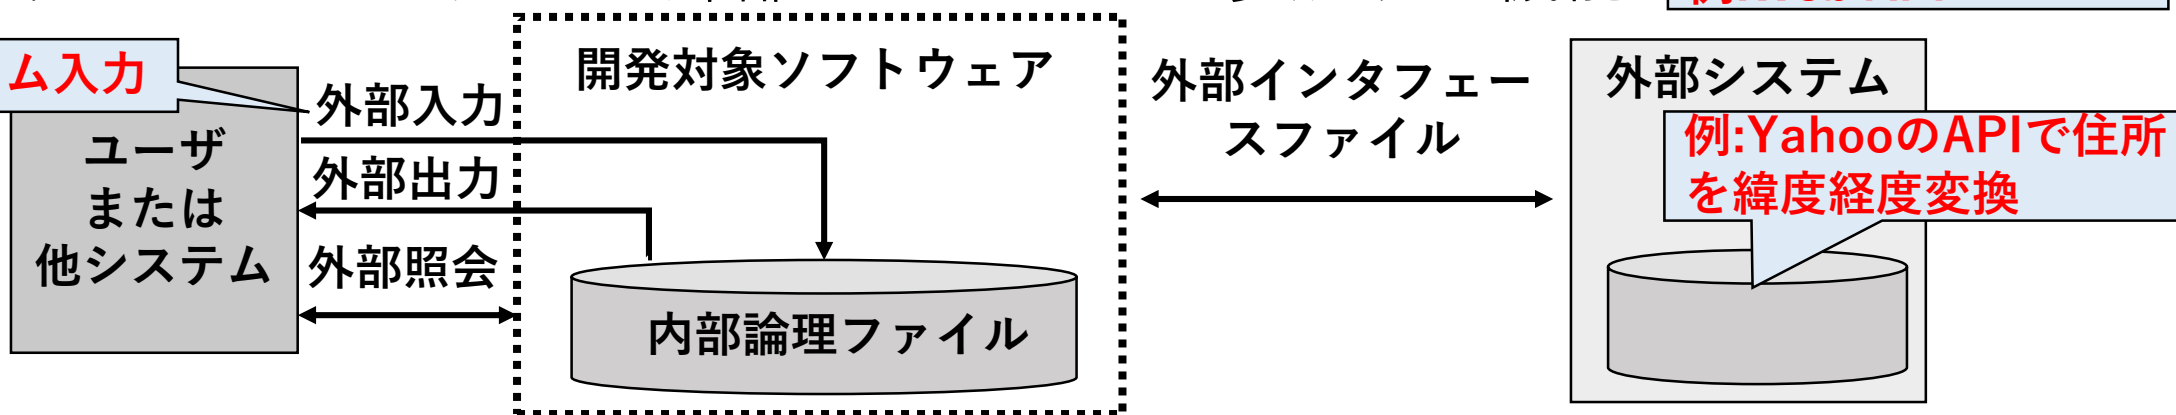 ム入力
ユーザ
または
他システム
外部入力
外部出力
外部照会
開発対象ソフトウェア
内部論理ファイル
外部インタフェー
スファイル
外部システム
例:YahooのAPIで住所
を緯度経度変換